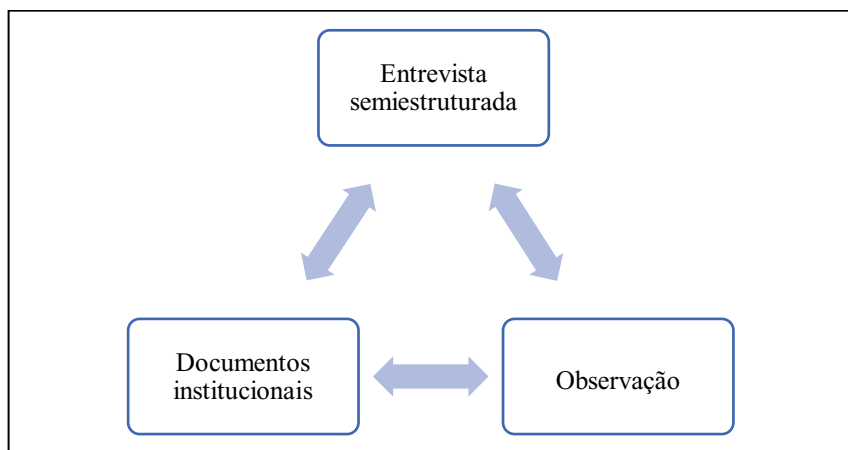 Entrevista
semiestruturada
Documentos
institucionais
Observação